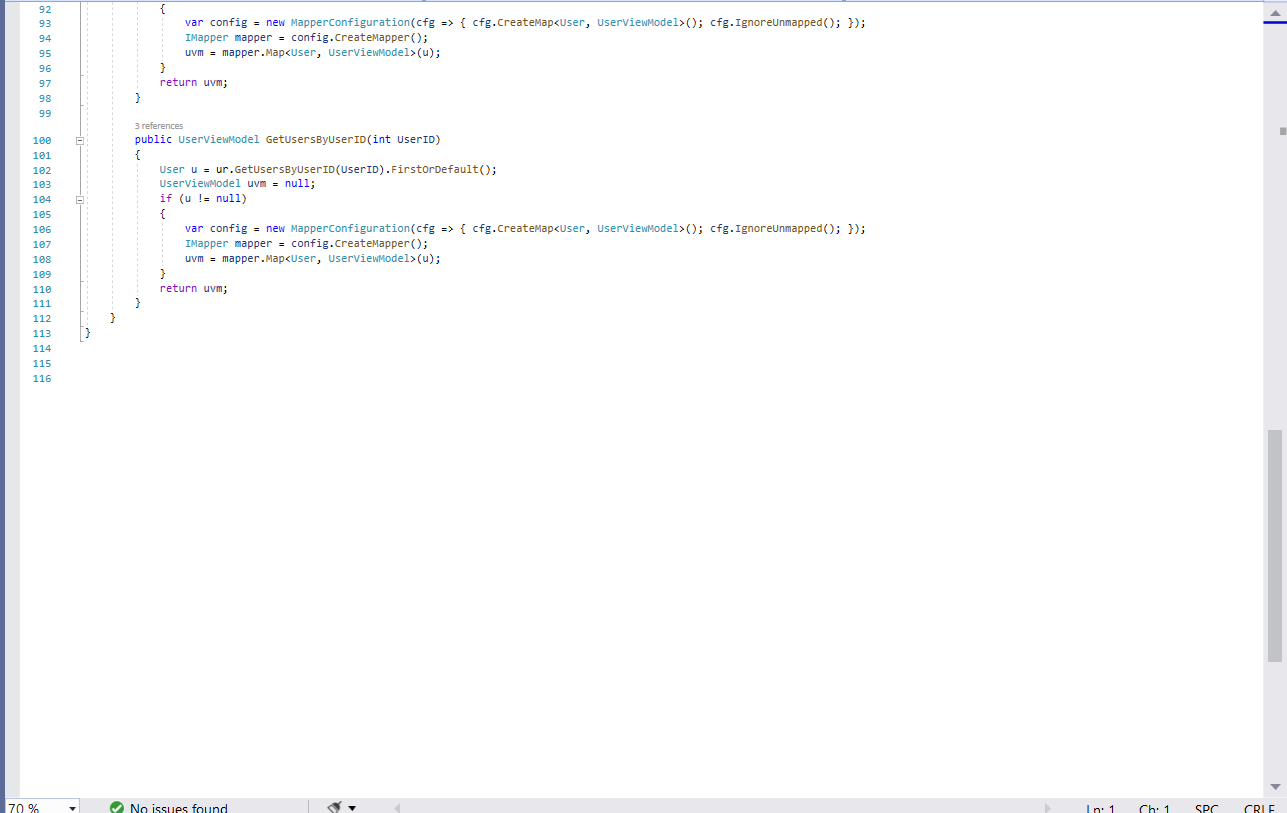 92 {
93 var config = new MapperConfiguration(cfg => { cfg.CreateMap<User, UserViewModel>(); cfg.IgnoreUnmapped(); });
94 IMapper mapper = config.CreateMapper();
95 uvm = mapper.Map<User, UserViewModel>(u);
96 }
97 return uvm;
98 }
99
3 references
100 public UserViewModel GetUsersByUserID(int UserID)
101 {
102 User u = ur.GetUsersByUserID(UserID).FirstOrDefault();
103 UserViewModel uvm = null;
104 if (u != null)
105 {
106 var config = new MapperConfiguration(cfg => { cfg.CreateMap<User, UserViewModel>(); cfg.IgnoreUnmapped(); });
107 IMapper mapper = config.CreateMapper();
108 uvm = mapper.Map<User, UserViewModel>(u);
109 }
110 return uvm;
111 }
112 }
113 }
114
115
116
70 % No issues found Ln: 1 Ch: 1 SPC CRLF